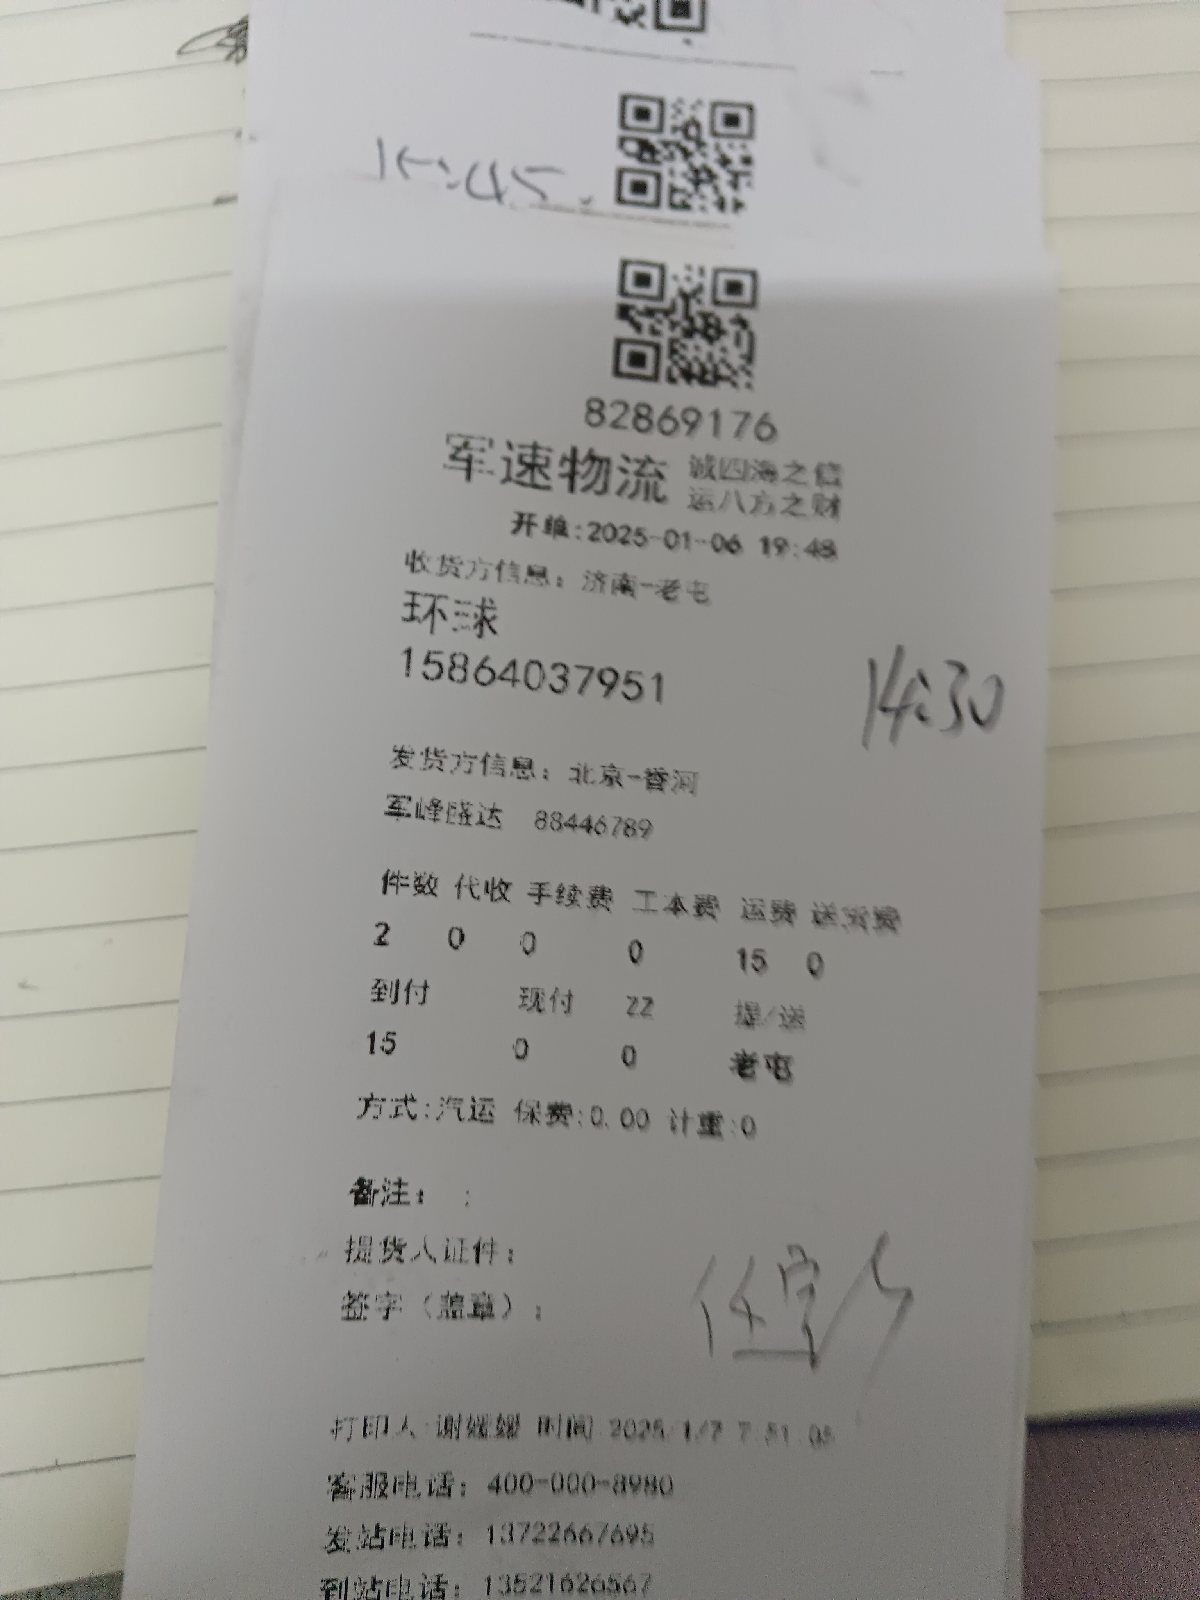 82869176
军速物流 诚四海之信
运八方之财
开单:2025-01-06 19:48
收货方信息: 济南-老屯
环球
15864037951
14:30
发货方信息: 北京-香河
军峰盛达 88446789
件数 代收 手续费 工本费 运费 送货费
2 0 0 0 15 0
到付 现付 22 提/送
15 0 0 老屯
方式:汽运 保费:0.00 计重:0
备注: :
提货人证件:
签字(盖章):
打印人:谢媛媛 时间 2025/1/7 7:51:05
客服电话: 400-000-8980
发站电话: 13722667695
到站电话: 13521626567